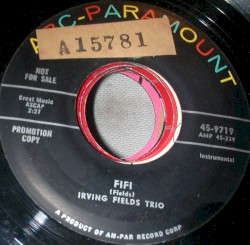 ABC-PARAMOUNT
A15781
NOT
FOR SALE
Crest Music
ASCAP
2:27
PROMOTION
COPY
45-9719
AMP 45-239
Instrumental
FIFI
(Fields)
IRVING FIELDS TRIO
A PRODUCT OF AM-PAR RECORD CORP.